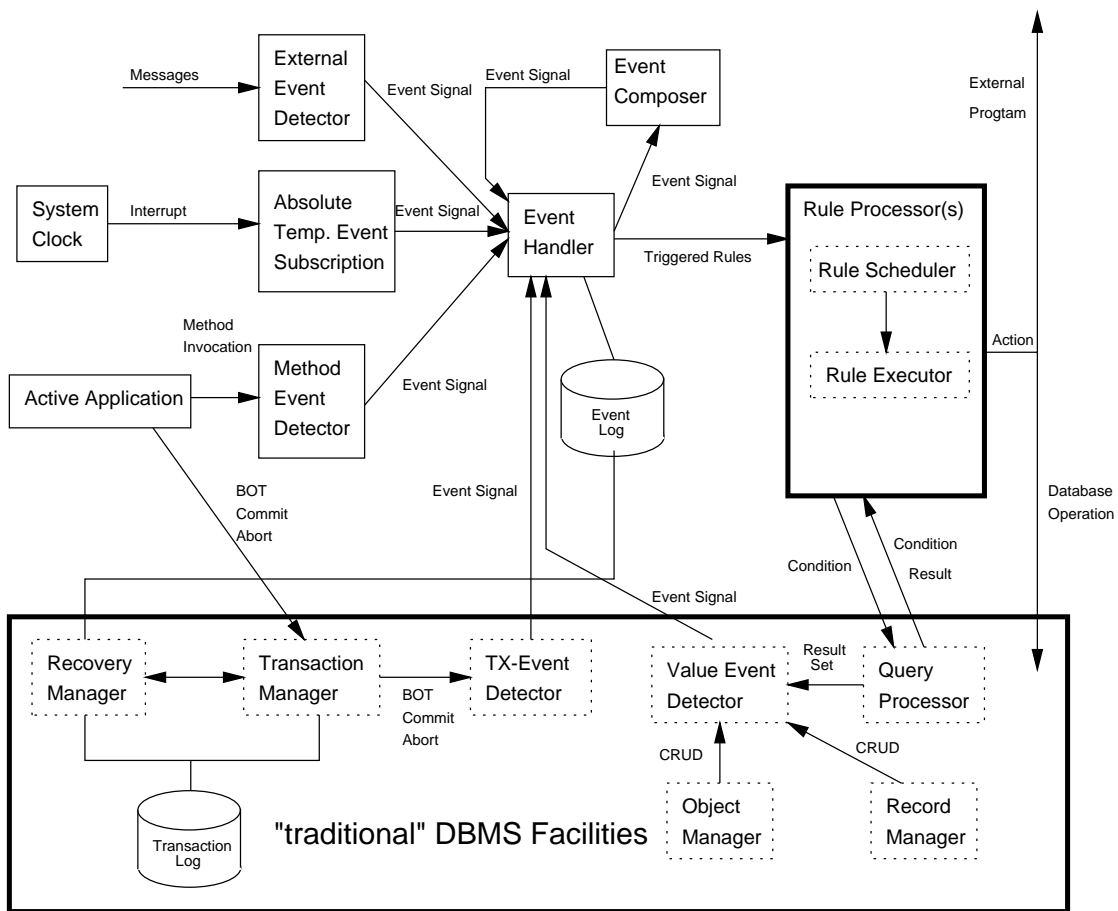 External
Event
Detector
Messages
Event Signal
Event Signal
Event
Composer
External
Progtam
System
Clock
Interrupt
Absolute
Temp. Event
Subscription
Event Signal
Event
Handler
Event Signal
Triggered Rules
Rule Processor(s)
Rule Scheduler
Rule Executor
Action
Method
Invocation
Active Application
Method
Event
Detector
Event Signal
Event
Log
BOT
Commit
Abort
Event Signal
Database
Operation
Condition
Condition
Result
Event Signal
Recovery
Manager
Transaction
Manager
BOT
Commit
Abort
TX-Event
Detector
Value Event
Detector
Result
Set
Query
Processor
CRUD
CRUD
Object
Manager
Record
Manager
Transaction
Log
"traditional" DBMS Facilities